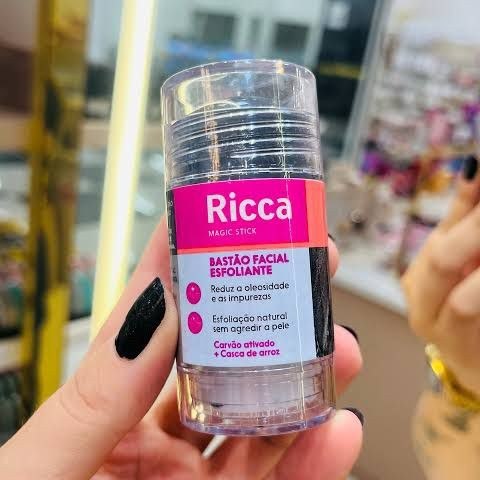 Ricca
MAGIC STICK
BASTÃO FACIAL
ESFOLIANTE
Reduz a oleosidade
e as impurezas
Esfoliação natural
sem agredir a pele
Carvão ativado
+ Casca de arroz